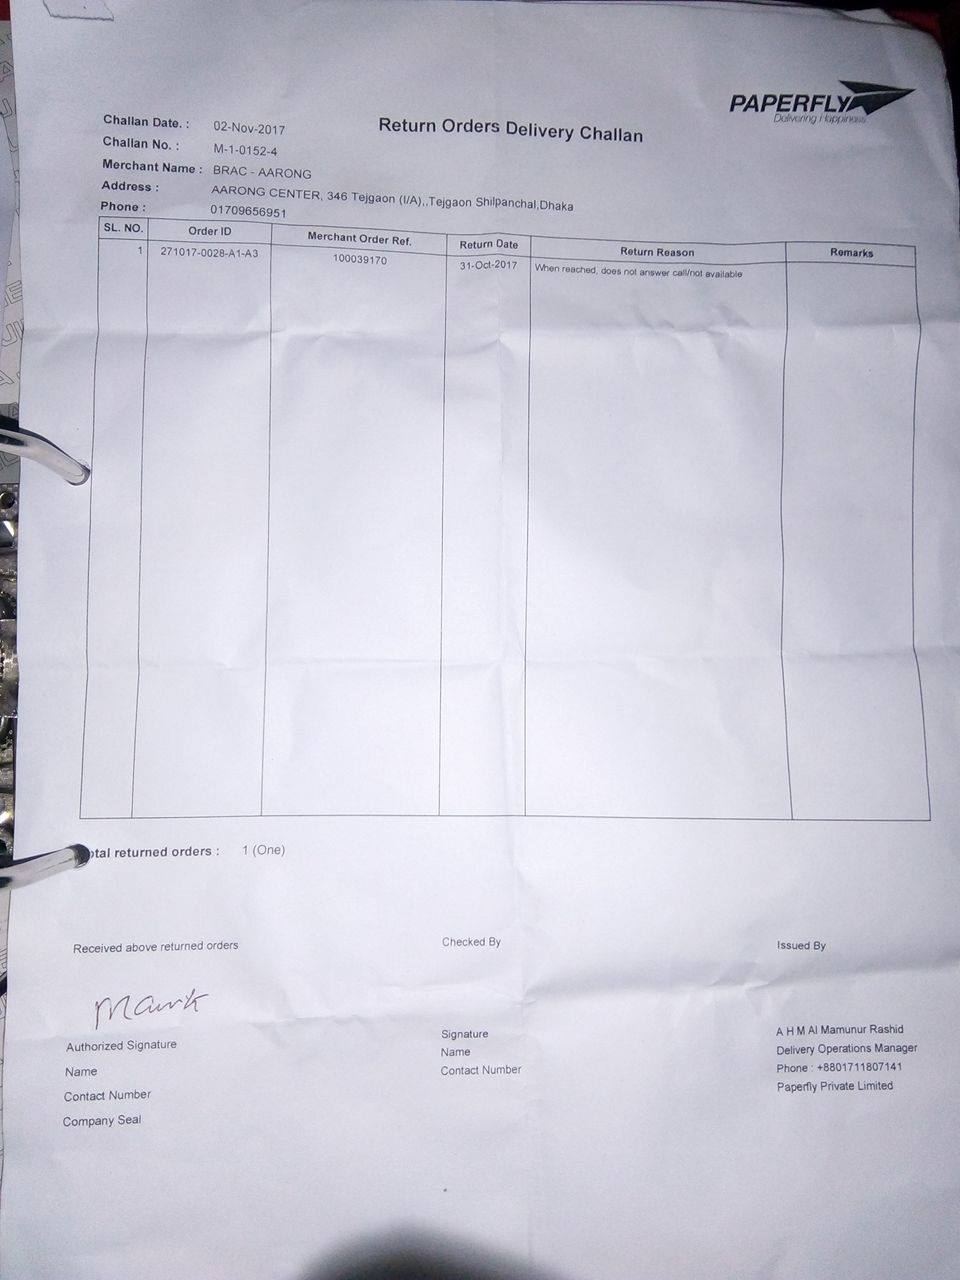 PAPERFLY
Delivering Happiness
Return Orders Delivery Challan
Challan Date. : 02-Nov-2017
Challan No. : M-1-0152-4
Merchant Name : BRAC - AARONG
Address : AARONG CENTER, 346 Tejgaon (I/A),,Tejgaon Shilpanchal,Dhaka
Phone : 01709656951
SL. NO. Order ID Merchant Order Ref. Return Date Return Reason Remarks
1 271017-0028-A1-A3 100039170 31-Oct-2017 When reached, does not answer call/not available
otal returned orders : 1 (One)
Received above returned orders Checked By Issued By
Mank
Authorized Signature
Name
Contact Number
Company Seal
Signature
Name
Contact Number
A H M Al Mamunur Rashid
Delivery Operations Manager
Phone : +8801711807141
Paperfly Private Limited